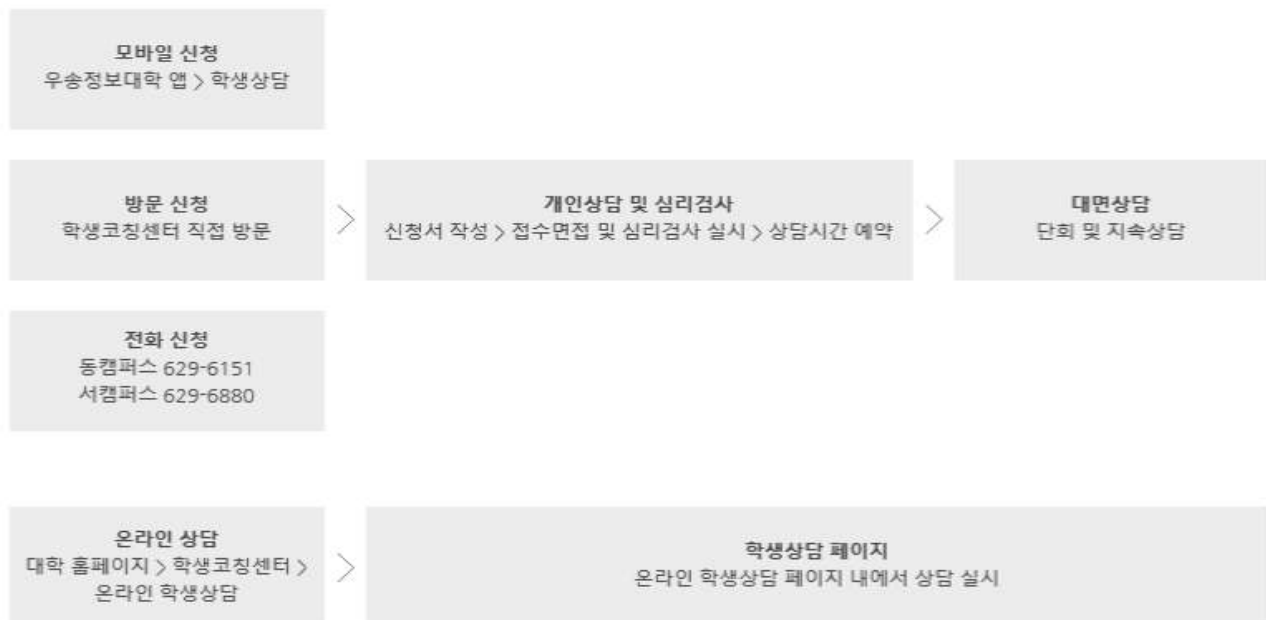 모바일 신청
우송정보대학 앱 > 학생상담
방문 신청
학생코칭센터 직접 방문
>
개인상담 및 심리검사
신청서 작성 > 접수면접 및 심리검사 실시 > 상담시간 예약
>
대면상담
단회 및 지속상담
전화 신청
동캠퍼스 629-6151
서캠퍼스 629-6880
온라인 상담
대학 홈페이지 > 학생코칭센터 >
온라인 학생상담
>
학생상담 페이지
온라인 학생상담 페이지 내에서 상담 실시